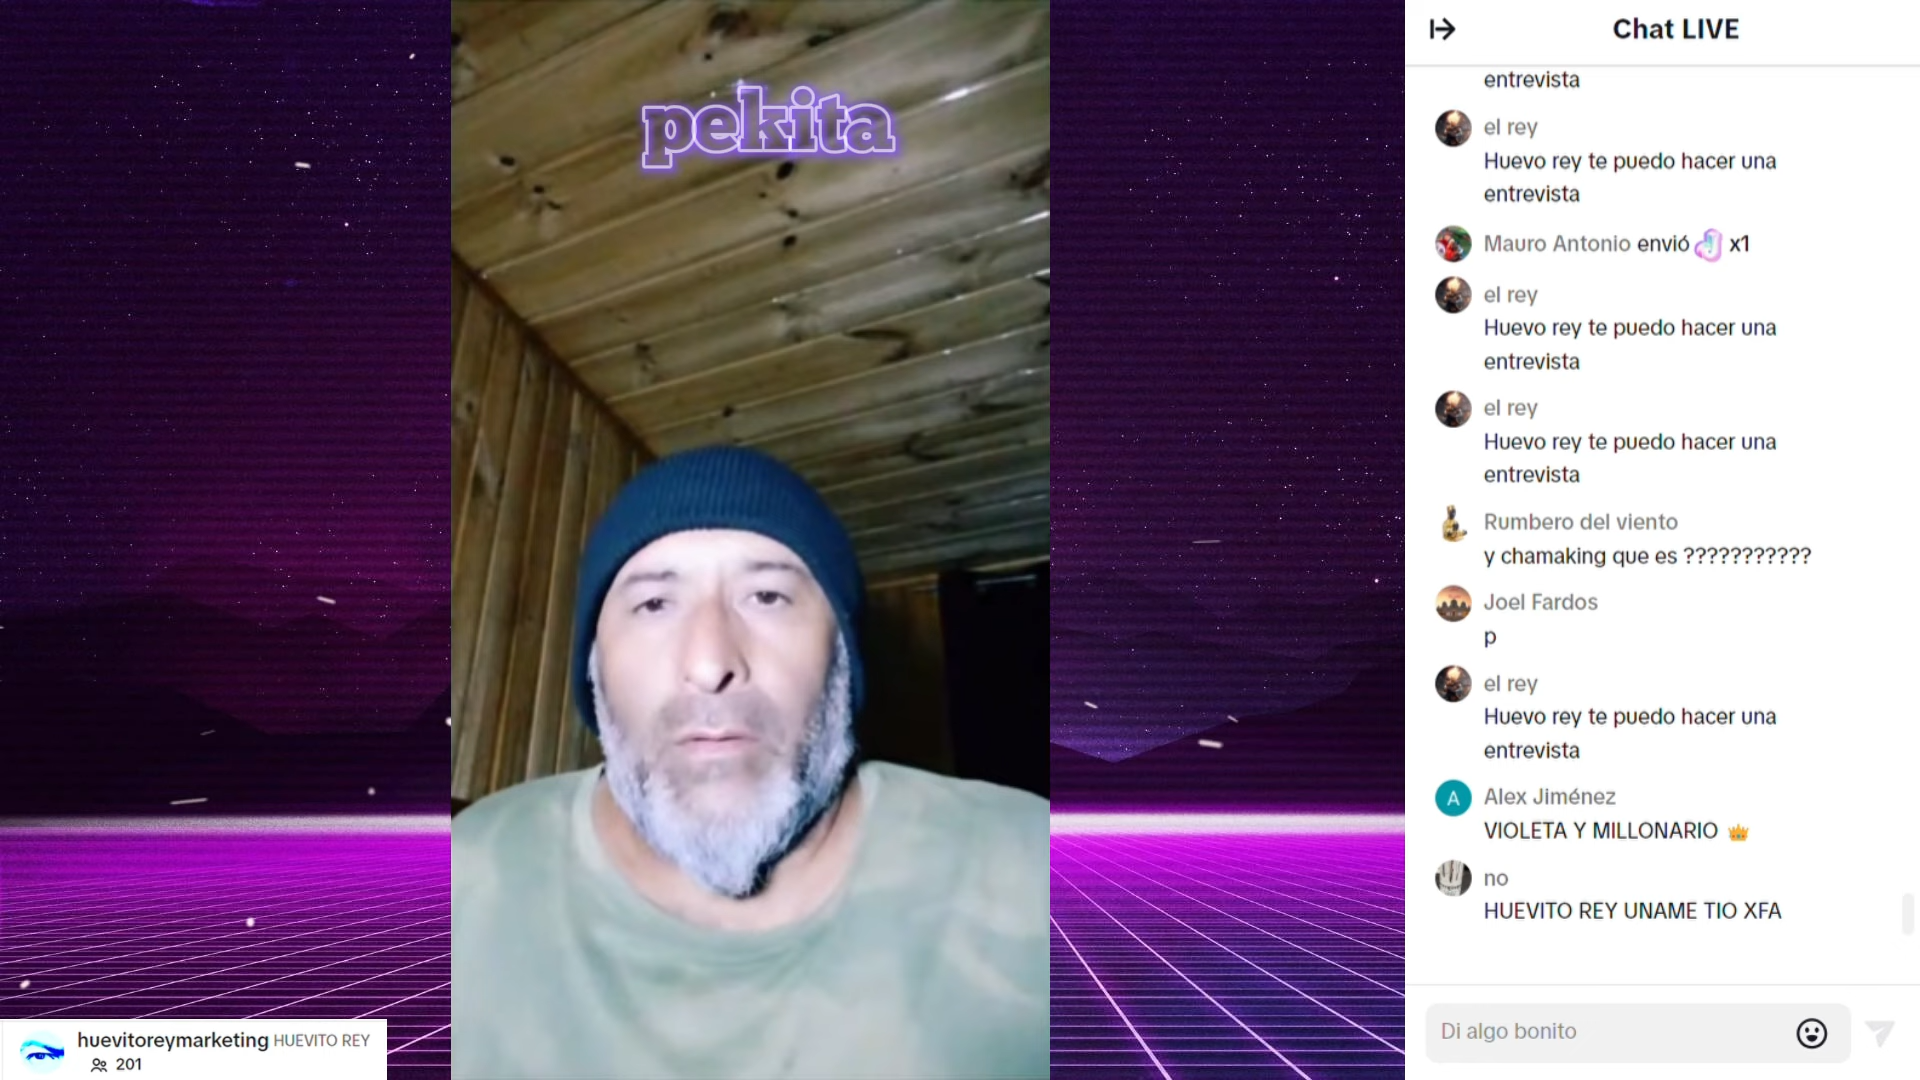 pekita
huevitoreymarketing HUEVITO REY
201
Chat LIVE
entrevista
el rey
Huevo rey te puedo hacer una
entrevista
Mauro Antonio envió x1
el rey
Huevo rey te puedo hacer una
entrevista
el rey
Huevo rey te puedo hacer una
entrevista
Rumbero del viento
y chamaking que es ???????????
Joel Fardos
p
el rey
Huevo rey te puedo hacer una
entrevista
A
Alex Jiménez
VIOLETA Y MILLONARIO 👑
no
HUEVITO REY UNAME TIO XFA
Di algo bonito